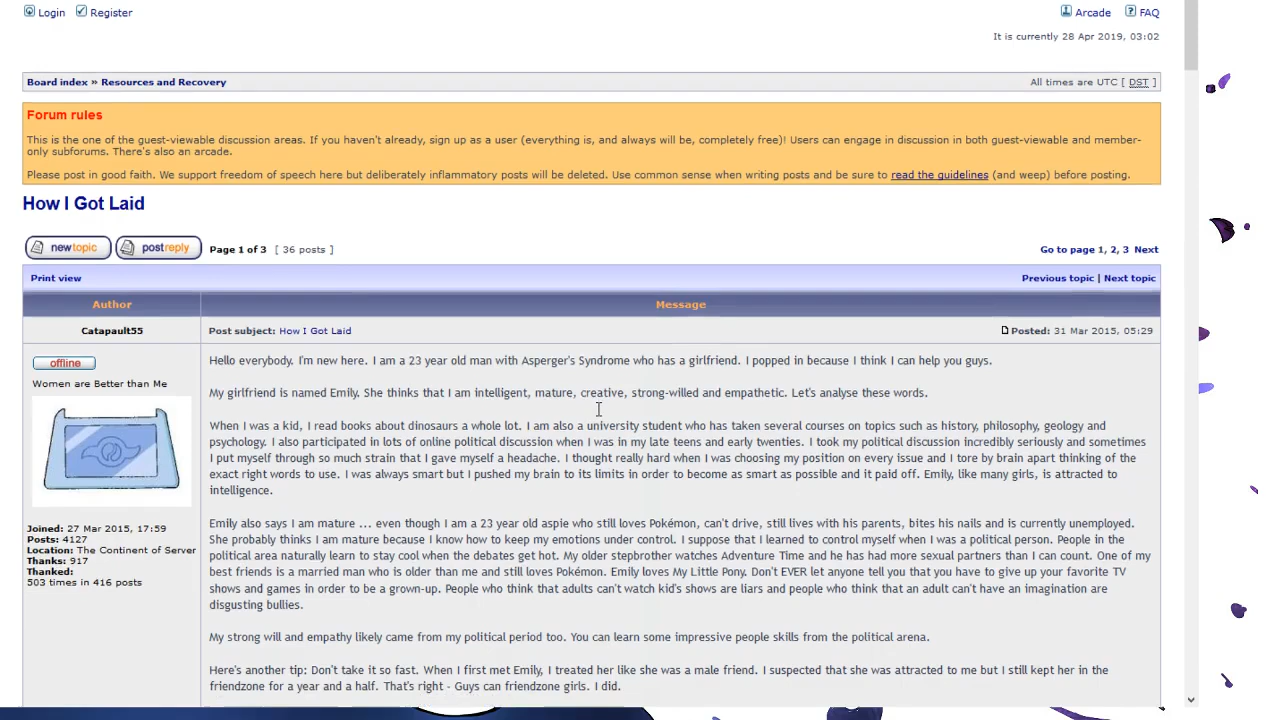 Login Register Arcade FAQ
It is currently 28 Apr 2019, 03:02
Board index » Resources and Recovery All times are UTC [ DST ]
Forum rules
This is the one of the guest-viewable discussion areas. If you haven't already, sign up as a user (everything is, and always will be, completely free)! Users can engage in discussion in both guest-viewable and member-
only subforums. There's also an arcade.
Please post in good faith. We support freedom of speech here but deliberately inflammatory posts will be deleted. Use common sense when writing posts and be sure to read the guidelines (and weep) before posting.
How I Got Laid
newtopic postreply Page 1 of 3 [ 36 posts ] Go to page 1, 2, 3 Next
Print view Previous topic | Next topic
Author Message
Catapault55 Post subject: How I Got Laid Posted: 31 Mar 2015, 05:29
offline
Women are Better than Me
Joined: 27 Mar 2015, 17:59
Posts: 4127
Location: The Continent of Server
Thanks: 917
Thanked:
503 times in 416 posts
Hello everybody. I'm new here. I am a 23 year old man with Asperger's Syndrome who has a girlfriend. I popped in because I think I can help you guys.
My girlfriend is named Emily. She thinks that I am intelligent, mature, creative, strong-willed and empathetic. Let's analyse these words.
When I was a kid, I read books about dinosaurs a whole lot. I am also a university student who has taken several courses on topics such as history, philosophy, geology and
psychology. I also participated in lots of online political discussion when I was in my late teens and early twenties. I took my political discussion incredibly seriously and sometimes
I put myself through so much strain that I gave myself a headache. I thought really hard when I was choosing my position on every issue and I tore by brain apart thinking of the
exact right words to use. I was always smart but I pushed my brain to its limits in order to become as smart as possible and it paid off. Emily, like many girls, is attracted to
intelligence.
Emily also says I am mature ... even though I am a 23 year old aspie who still loves Pokémon, can't drive, still lives with his parents, bites his nails and is currently unemployed.
She probably thinks I am mature because I know how to keep my emotions under control. I suppose that I learned to control myself when I was a political person. People in the
political area naturally learn to stay cool when the debates get hot. My older stepbrother watches Adventure Time and he has had more sexual partners than I can count. One of my
best friends is a married man who is older than me and still loves Pokémon. Emily loves My Little Pony. Don't EVER let anyone tell you that you have to give up your favorite TV
shows and games in order to be a grown-up. People who think that adults can't watch kid's shows are liars and people who think that an adult can't have an imagination are
disgusting bullies.
My strong will and empathy likely came from my political period too. You can learn some impressive people skills from the political arena.
Here's another tip: Don't take it so fast. When I first met Emily, I treated her like she was a male friend. I suspected that she was attracted to me but I still kept her in the
friendzone for a year and a half. That's right - Guys can friendzone girls. I did.